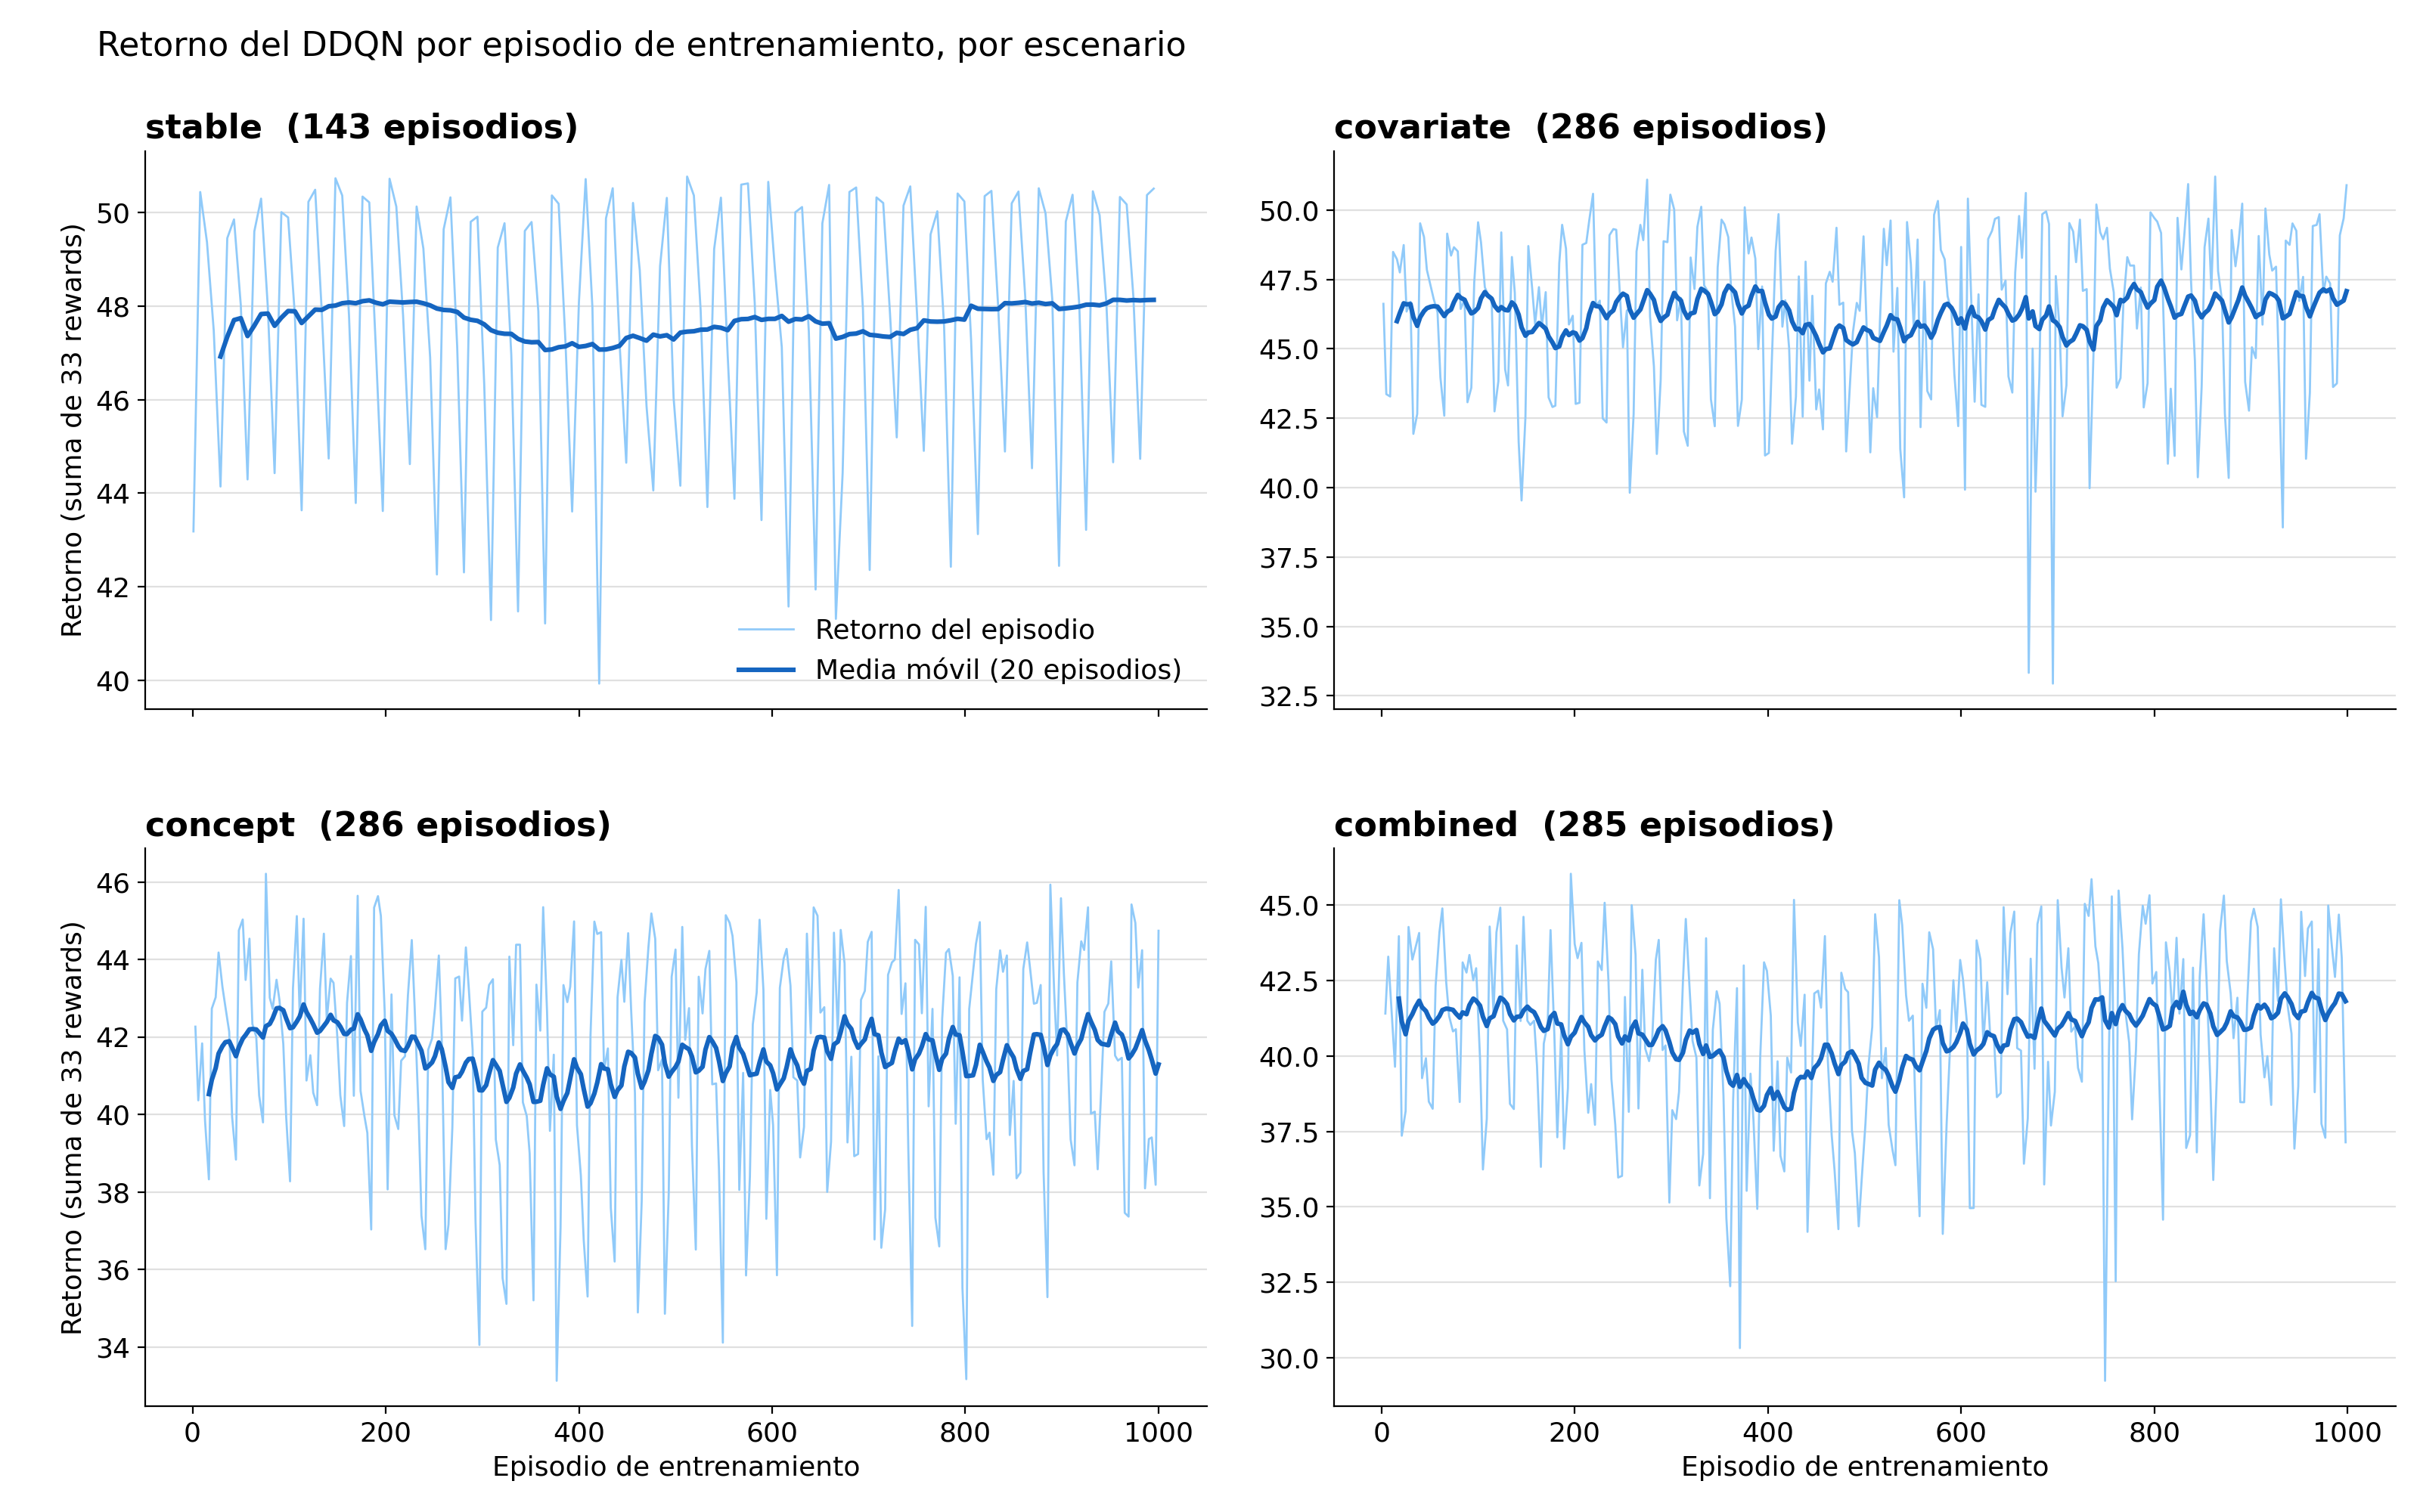 Retorno del DDQN por episodio de entrenamiento, por escenario
stable (143 episodios)
Retorno (suma de 33 rewards)
50
48
46
44
42
40
Retorno del episodio
Media móvil (20 episodios)
covariate (286 episodios)
50.0
47.5
45.0
42.5
40.0
37.5
35.0
32.5
concept (286 episodios)
Retorno (suma de 33 rewards)
46
44
42
40
38
36
34
0 200 400 600 800 1000
Episodio de entrenamiento
combined (285 episodios)
45.0
42.5
40.0
37.5
35.0
32.5
30.0
0 200 400 600 800 1000
Episodio de entrenamiento